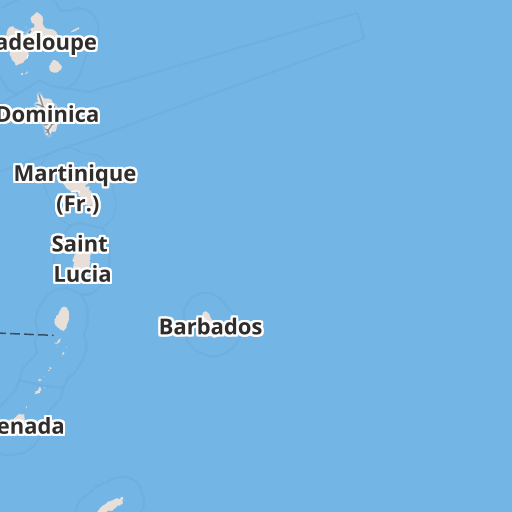 adeloupe
Dominica
Martinique
(Fr.)
Saint
Lucia
Barbados
enada